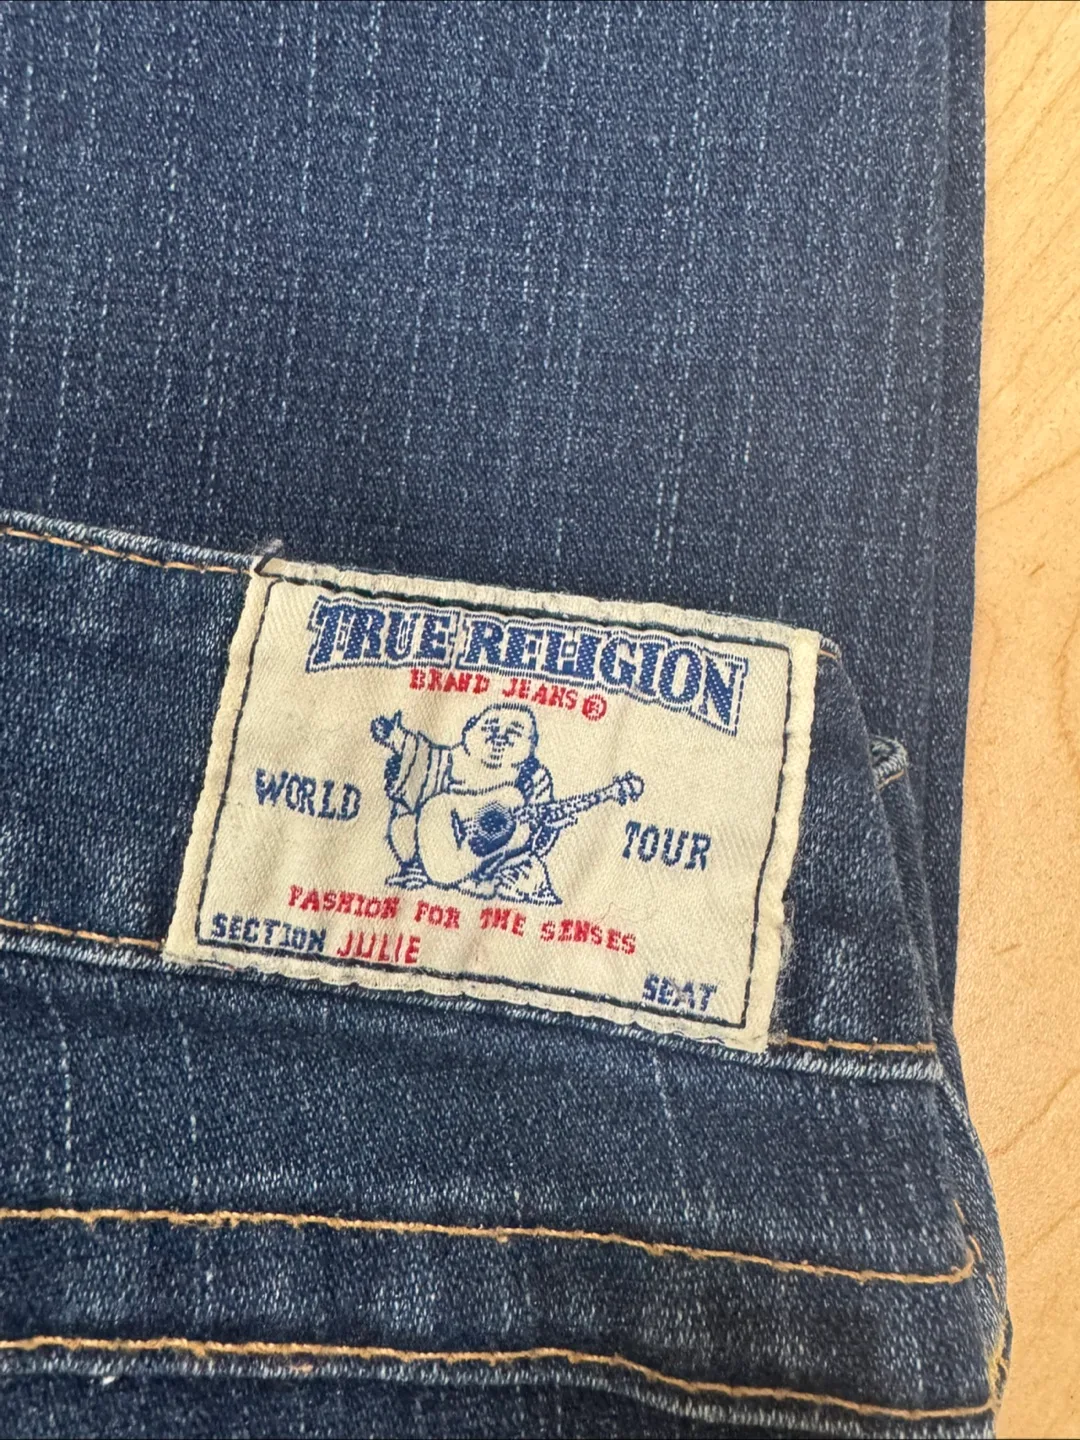 TRUE RELIGION
BRAND JEANS®
WORLD TOUR
FASHION FOR THE SENSES
SECTION JULIE
SEAT